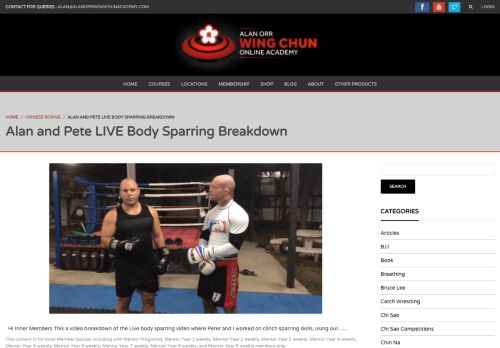 CONTACT FOR QUERIES : ALAN@ALANORRWINGCHUNACADEMY.COM
LOGIN
ALAN ORR
WING CHUN
ONLINE ACADEMY
HOME COURSES LOCATIONS MEMBERSHIP SHOP BLOG ABOUT OTHER PRODUCTS
HOME / CHINESE BOXING / ALAN AND PETE LIVE BODY SPARRING BREAKDOWN
Alan and Pete LIVE Body Sparring Breakdown
Hi Inner Members This a video breakdown of the Live body sparring video where Peter and I worked on clinch sparring skills, using our……
This content is for Inner Member (access including with Mentor Programs), Mentor Year 1 weekly, Mentor Year 2 weekly, Mentor Year 3 weekly, Mentor Year 4 weekly,
Mentor Year 5 weekly, Mentor Year 6 weekly, Mentor Year 7 weekly, Mentor Year 8 weekly, and Mentor Year 9 weekly members only.
SEARCH
CATEGORIES
Articles
BJJ
Book
Breathing
Bruce Lee
Catch Wrestling
Chi Sao
Chi Sao Competitions
Chin Na